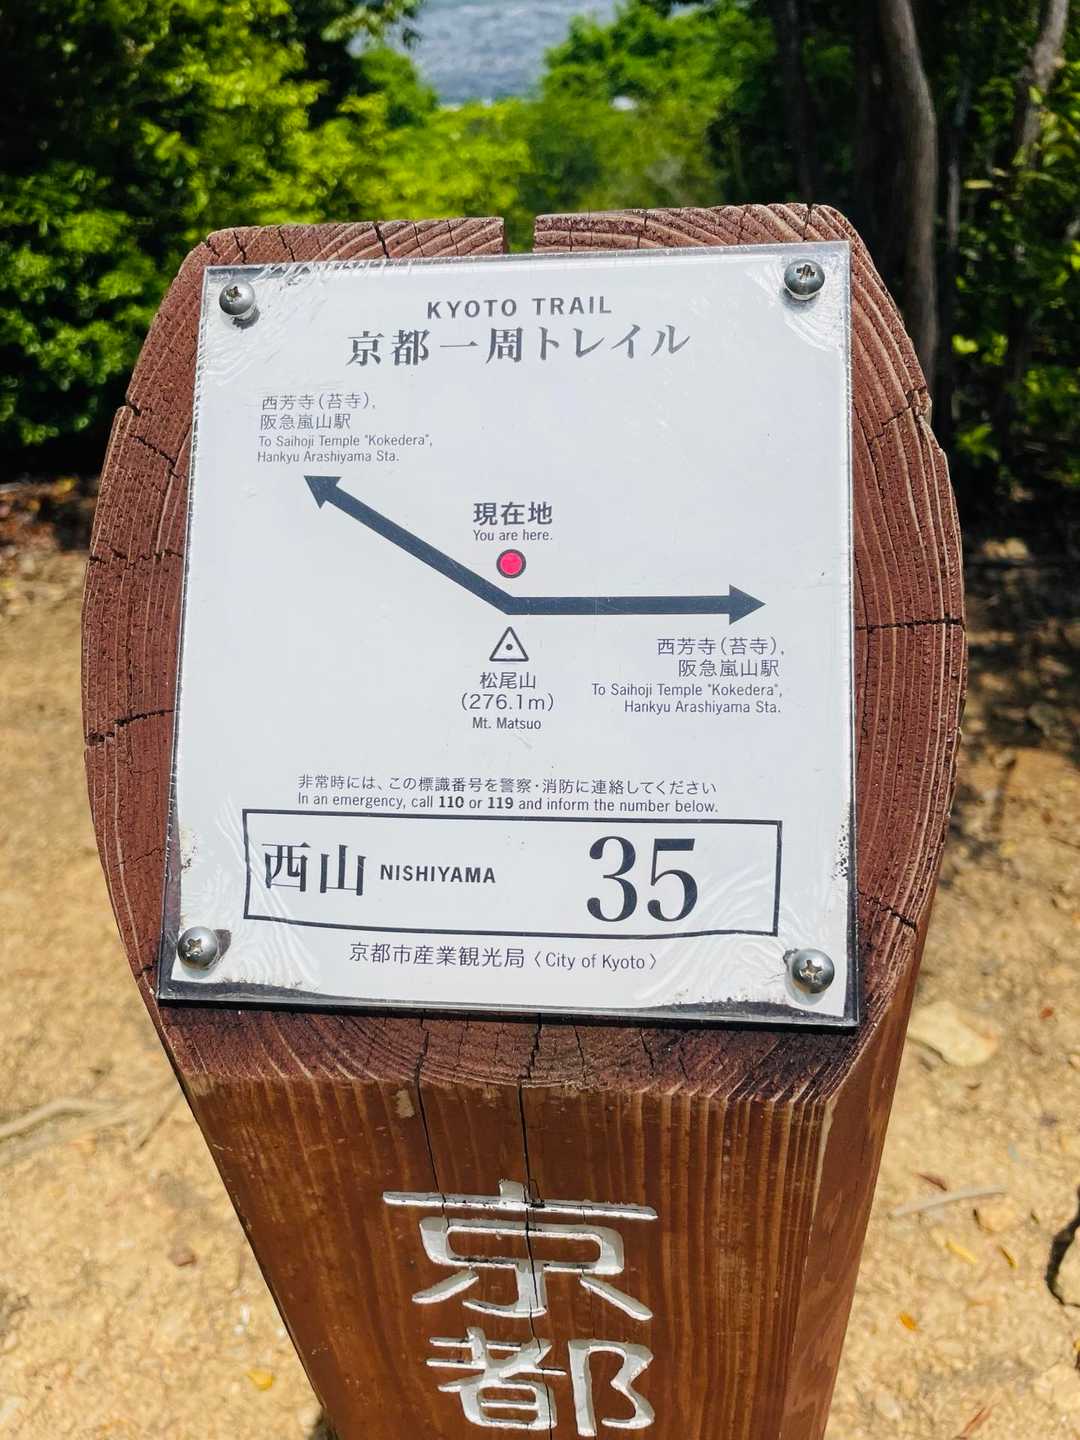 KYOTO TRAIL
京都一周トレイル
西芳寺(苔寺),
阪急嵐山駅
To Saihoji Temple "Kokedera",
Hankyu Arashiyama Sta.
現在地
You are here.
松尾山
(276.1m)
Mt. Matsuo
西芳寺(苔寺),
阪急嵐山駅
To Saihoji Temple "Kokedera",
Hankyu Arashiyama Sta.
非常時には、この標識番号を警察・消防に連絡してください
In an emergency, call 110 or 119 and inform the number below.
西山 NISHIYAMA 35
京都市産業観光局〈City of Kyoto〉
京
都